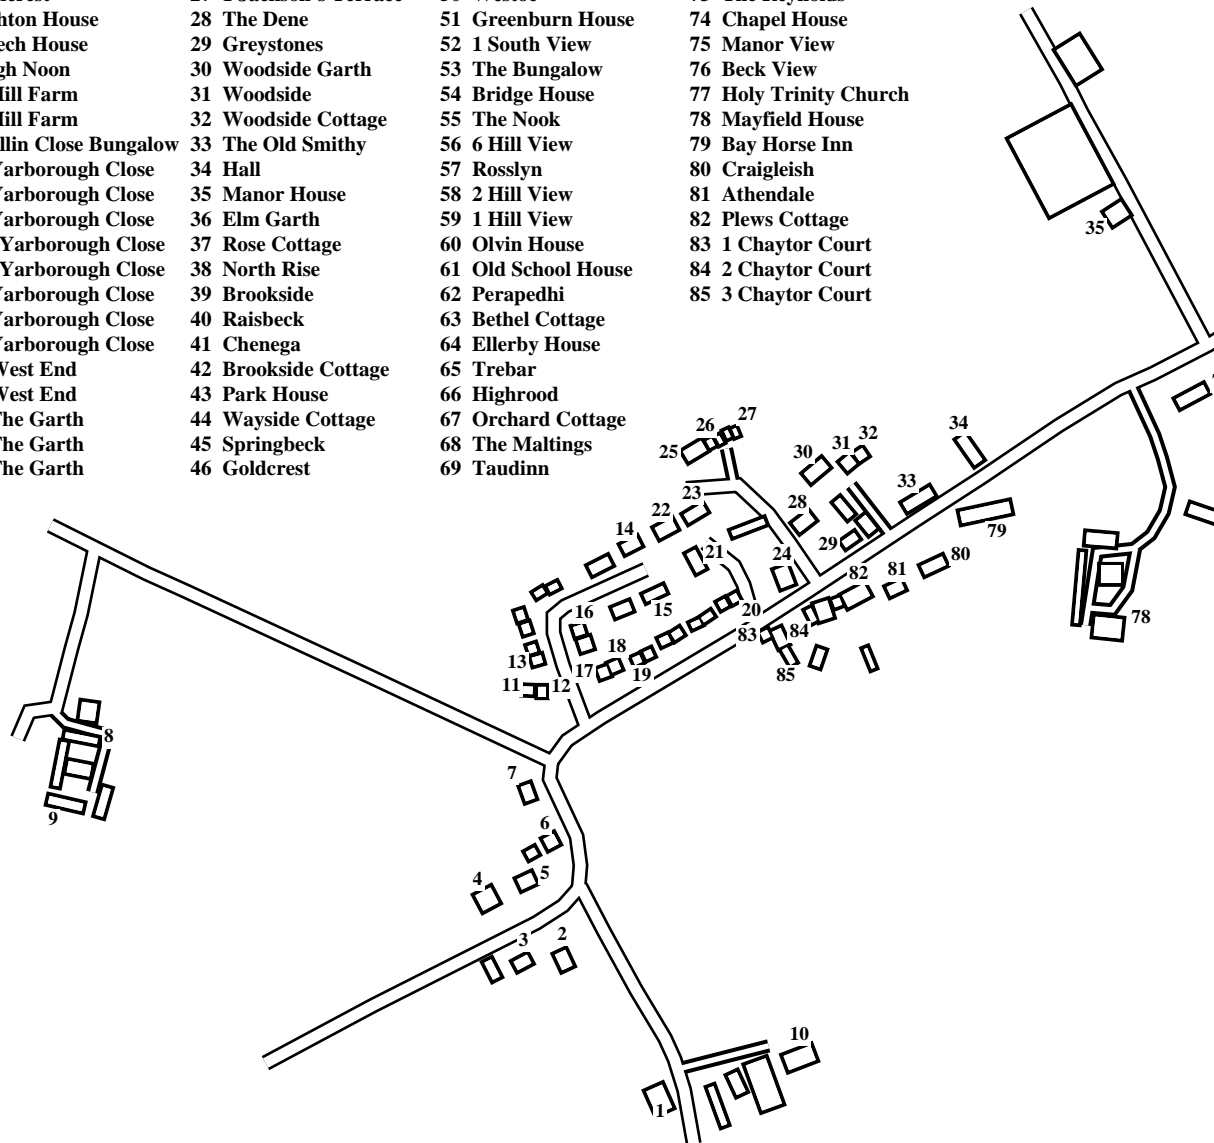 House
House
Noon
Hill Farm
Hill Farm
Close Bungalow
Yarborough Close
Yarborough Close
Yarborough Close
Yarborough Close
Yarborough Close
Yarborough Close
Yarborough Close
Yarborough Close
West End
West End
The Garth
The Garth
The Garth
28 The Dene
29 Greystones
30 Woodside Garth
31 Woodside
32 Woodside Cottage
33 The Old Smithy
34 Hall
35 Manor House
36 Elm Garth
37 Rose Cottage
38 North Rise
39 Brookside
40 Raisbeck
41 Chenega
42 Brookside Cottage
43 Park House
44 Wayside Cottage
45 Springbeck
46 Goldcrest
51 Greenburn House
52 1 South View
53 The Bungalow
54 Bridge House
55 The Nook
56 6 Hill View
57 Rosslyn
58 2 Hill View
59 1 Hill View
60 Olvin House
61 Old School House
62 Perapedhi
63 Bethel Cottage
64 Ellerby House
65 Trebar
66 Highrood
67 Orchard Cottage
68 The Maltings
69 Taudinn
74 Chapel House
75 Manor View
76 Beck View
77 Holy Trinity Church
78 Mayfield House
79 Bay Horse Inn
80 Craigleish
81 Athendale
82 Plews Cottage
83 1 Chaytor Court
84 2 Chaytor Court
85 3 Chaytor Court
35
27
26
25
34
32
31
30
33
28
29
23
22
14
21
24
79
80
81
82
78
20
15
16
83
84
85
18
17
19
13
11
12
8
9
7
6
5
4
3
2
10
1